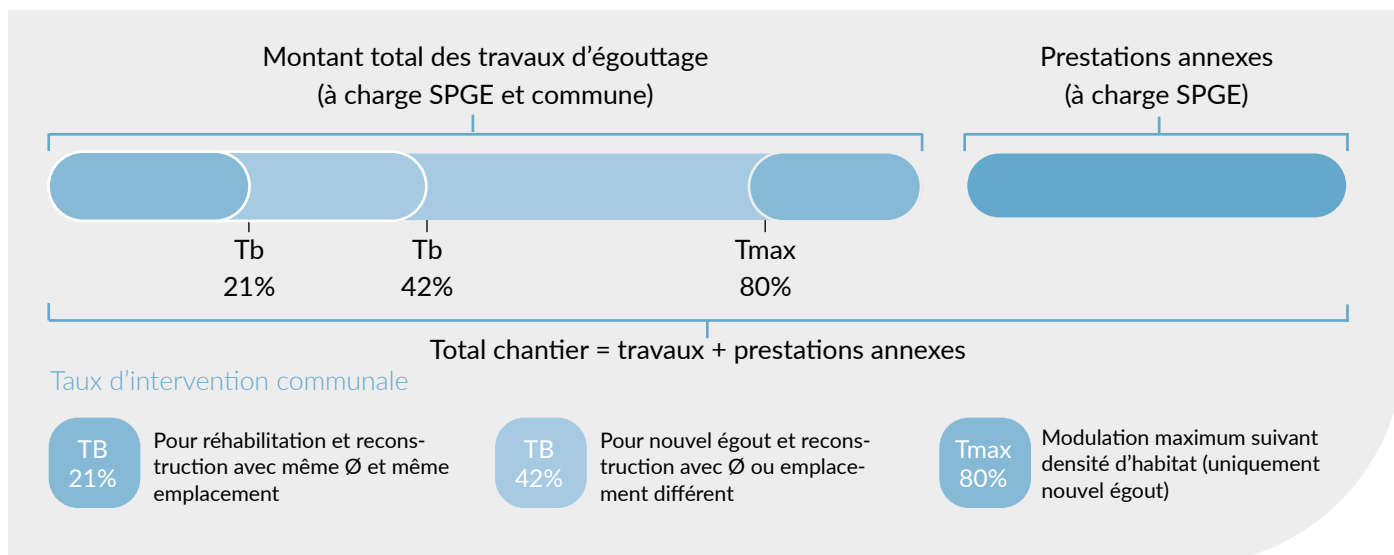 Montant total des travaux d'égouttage
(à charge SPGE et commune)
Prestations annexes
(à charge SPGE)
Tb
21%
Tb
42%
Tmax
80%
Total chantier = travaux + prestations annexes
Taux d'intervention communale
TB
21%
Pour réhabilitation et recons-
truction avec même Ø et même
emplacement
TB
42%
Pour nouvel égout et recons-
truction avec Ø ou emplace-
ment différent
Tmax
80%
Modulation maximum suivant
densité d'habitat (uniquement
nouvel égout)